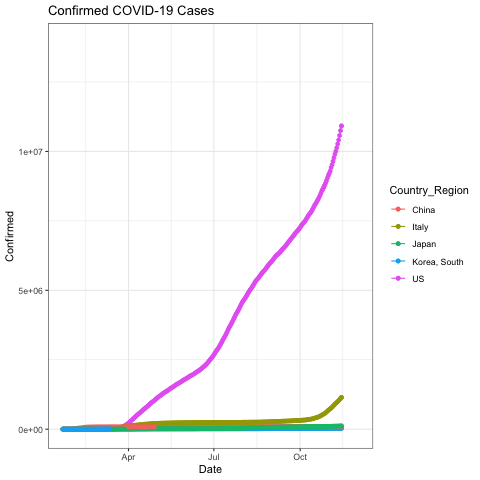 Confirmed COVID-19 Cases
1e+07
5e+06
0e+00
Confirmed
Apr
Jul
Oct
Date
Country_Region
China
Italy
Japan
Korea, South
US